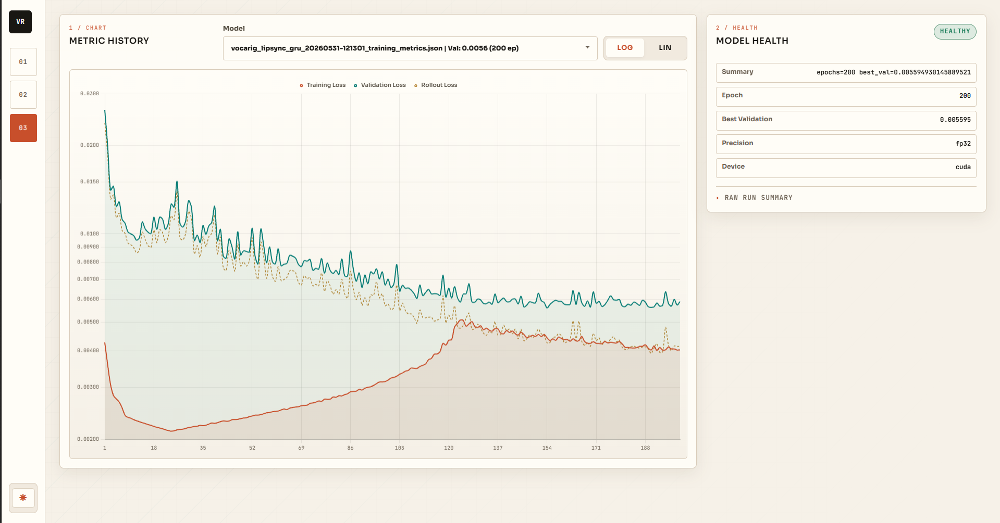 VR
01
02
03
1 / CHART
METRIC HISTORY
Model
vocarig_lipsync_gru_20260531-121301_training_metrics.json | Val: 0.0056 (200 ep)
LOG
LIN
Training Loss
Validation Loss
Rollout Loss
0.0300
0.0200
0.0150
0.0100
0.00900
0.00800
0.00700
0.00600
0.00500
0.00400
0.00300
0.00200
1 18 35 52 69 86 103 120 137 154 171 188
2 / HEALTH
MODEL HEALTH
HEALTHY
Summary epochs=200 best_val=0.005594930145889521
Epoch 200
Best Validation 0.005595
Precision fp32
Device cuda
RAW RUN SUMMARY